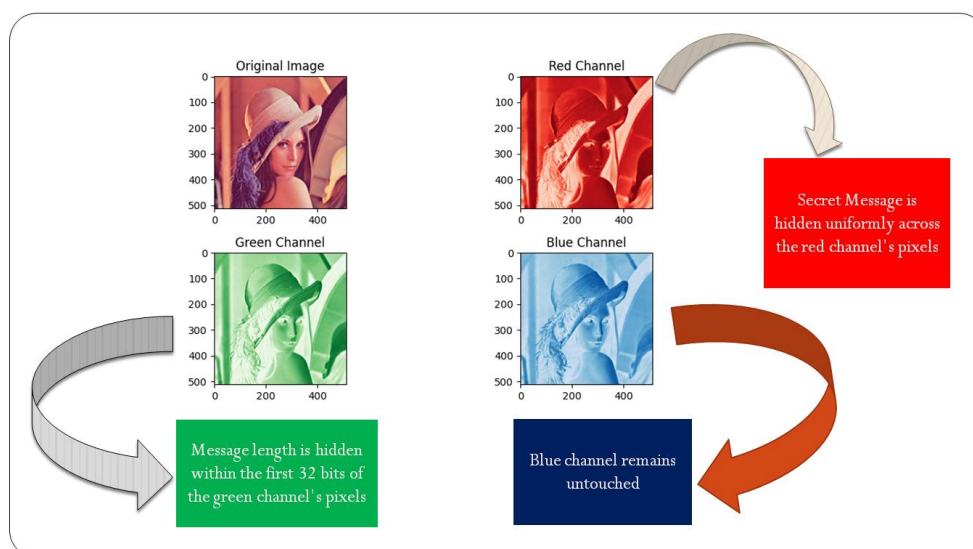 Original Image
0
100
200
300
400
500
0 200 400
Red Channel
0
100
200
300
400
500
0 200 400
Secret Message is
hidden uniformly across
the red channel's pixels
Green Channel
0
100
200
300
400
500
0 200 400
Blue Channel
0
100
200
300
400
500
0 200 400
Message length is hidden
within the first 32 bits of
the green channel's pixels
Blue channel remains
untouched